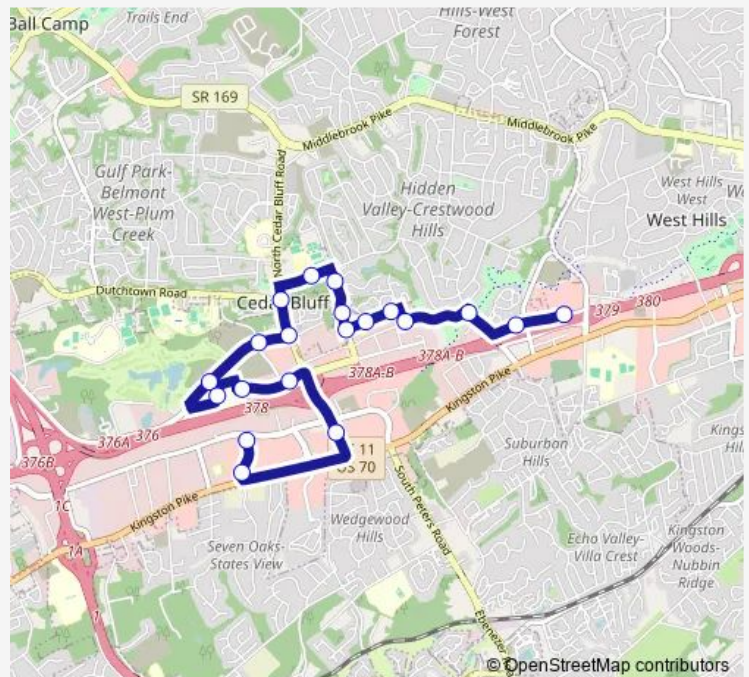 Ball Camp
Trails End
Hills-West
Forest
SR 169
Middlebrook Pike
Middlebrook Pike
North Cedar Bluff Road
Gulf Park-
Belmont
West-Plum
Creek
Hidden
Valley-Crestwood
Hills
West Hills
West
West Hills
Dutchtown Road
379
380
378A-B
378A-B
378
376A
376
376B
Kingston Pike
11
US 70
1C
Kingston Pike
1A
Suburban
Hills
South Peters Road
Wedgewood
Hills
Seven Oaks-
States View
Echo Valley-
Villa Crest
Kingston
Woods-
Nubbin
Ridge
1
© OpenStreetMap contributors